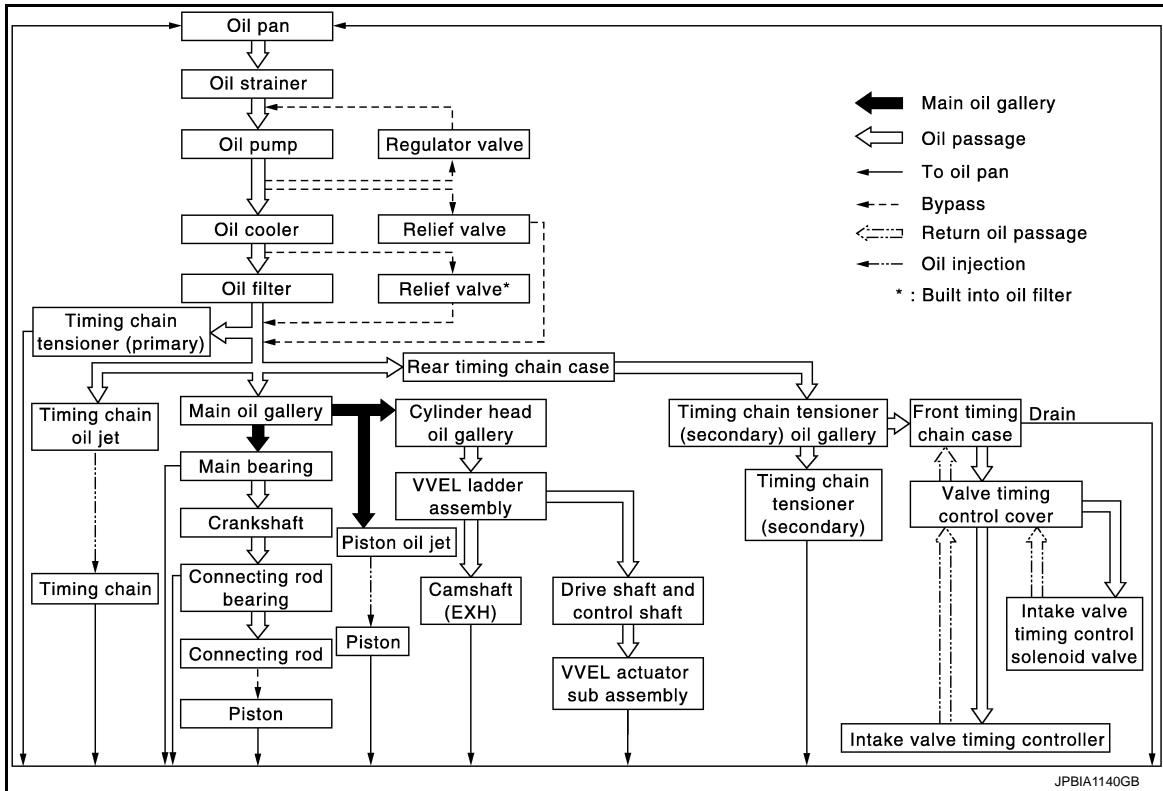 Oil pan
Oil strainer
Oil pump
Regulator valve
Oil cooler
Relief valve
Oil filter
Relief valve*
Main oil gallery
Oil passage
To oil pan
Bypass
Return oil passage
Oil injection
* : Built into oil filter
Timing chain
tensioner (primary)
Rear timing chain case
Timing chain
oil jet
Main oil gallery
Cylinder head
oil gallery
Timing chain tensioner
(secondary) oil gallery
Front timing
chain case
Drain
Main bearing
VVEL ladder
assembly
Timing chain
tensioner
(secondary)
Valve timing
control cover
Crankshaft
Piston oil jet
Timing chain
Connecting rod
bearing
Camshaft
(EXH)
Drive shaft and
control shaft
Intake valve
timing control
solenoid valve
Connecting rod
Piston
VVEL actuator
sub assembly
Piston
Intake valve timing controller
JPBIA1140GB